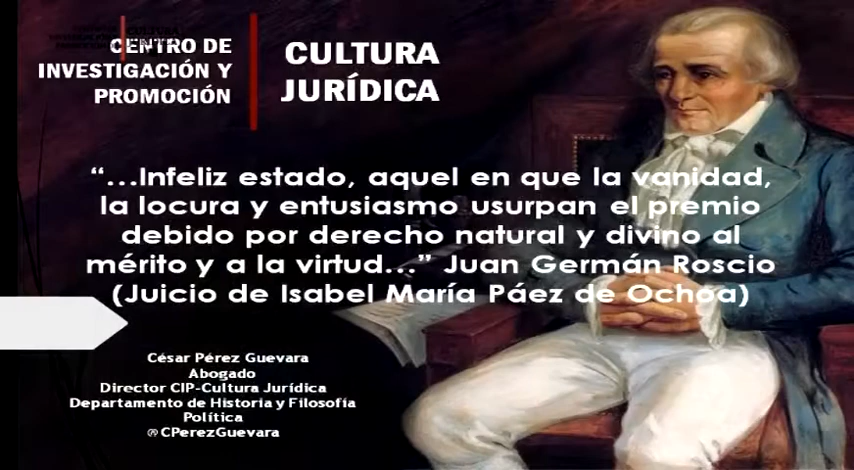 CENTRO DE
INVESTIGACIÓN Y
PROMOCIÓN
CULTURA
JURÍDICA
“...Infeliz estado, aquel en que la vanidad,
la locura y entusiasmo usurpan el premio
debido por derecho natural y divino al
mérito y a la virtud...” Juan Germán Roscio
(Juicio de Isabel María Páez de Ochoa)
César Pérez Guevara
Abogado
Director CIP-Cultura Jurídica
Departamento de Historia y Filosofía
Política
@CPerezGuevara